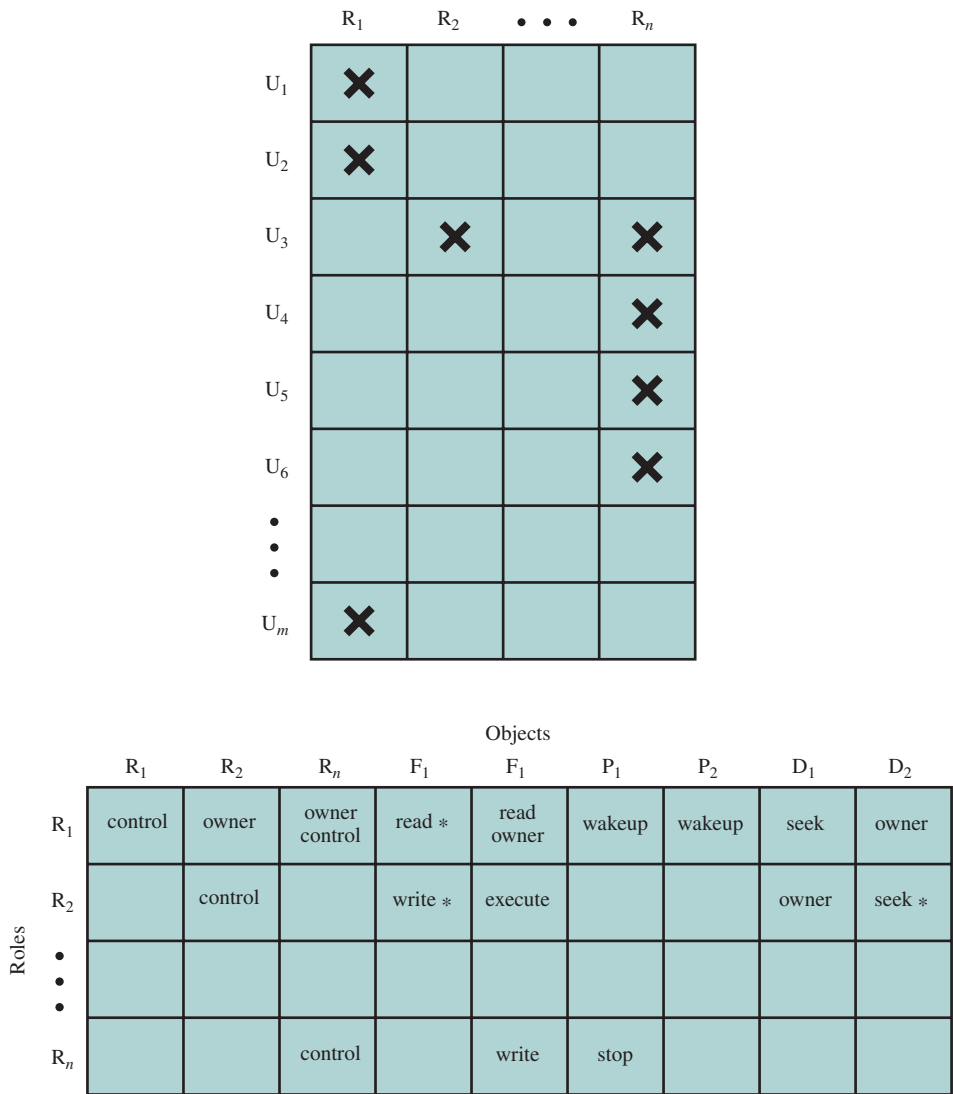 R1 R2 • • • • Rn
U1
U2
U3
U4
U5
U6
•
•
•
Um
Objects
R1 R2 Rn F1 F1 P1 P2 D1 D2
Roles
R1 control owner owner control read * read owner wakeup wakeup seek owner
R2 control write * execute owner seek *
•
•
•
Rn control write stop